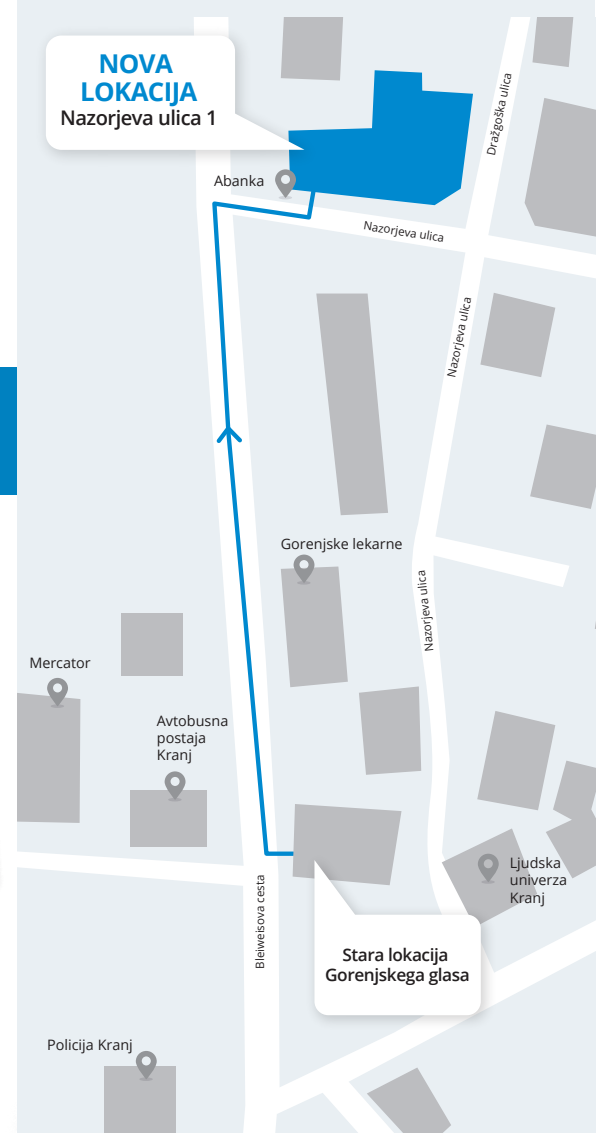 NOVA
LOKACIJA
Nazorjeva ulica 1
Dražgoška ulica
Abanka
Nazorjeva ulica
Nazorjeva ulica
Gorenjske lekarne
Nazorjeva ulica
Mercator
Avtobusna
postaja
Kranj
Ljudska
univerza
Kranj
Bleiweisova cesta
Stara lokacija
Gorenjskega glasa
Policija Kranj